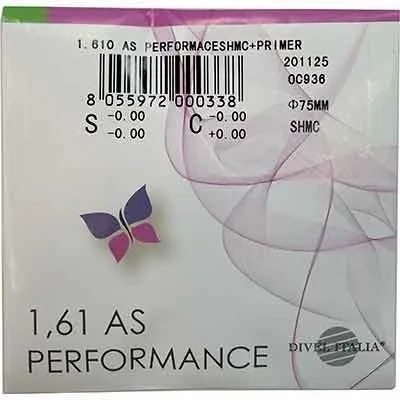 1.610 AS PERFORMACESHMC+PRIMER
201125
OC936
8 055972 000338
Φ75MM
S -0.00 C -0.00
-0.00 +0.00
SHMC
1,61 AS
PERFORMANCE
DIVEL ITALIA®